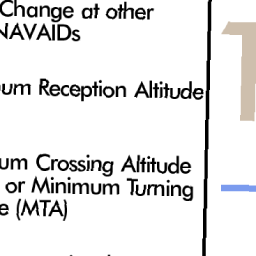 Change at other
NAVAIDs
um Reception Altitude
um Crossing Altitude
or Minimum Turning
e (MTA)